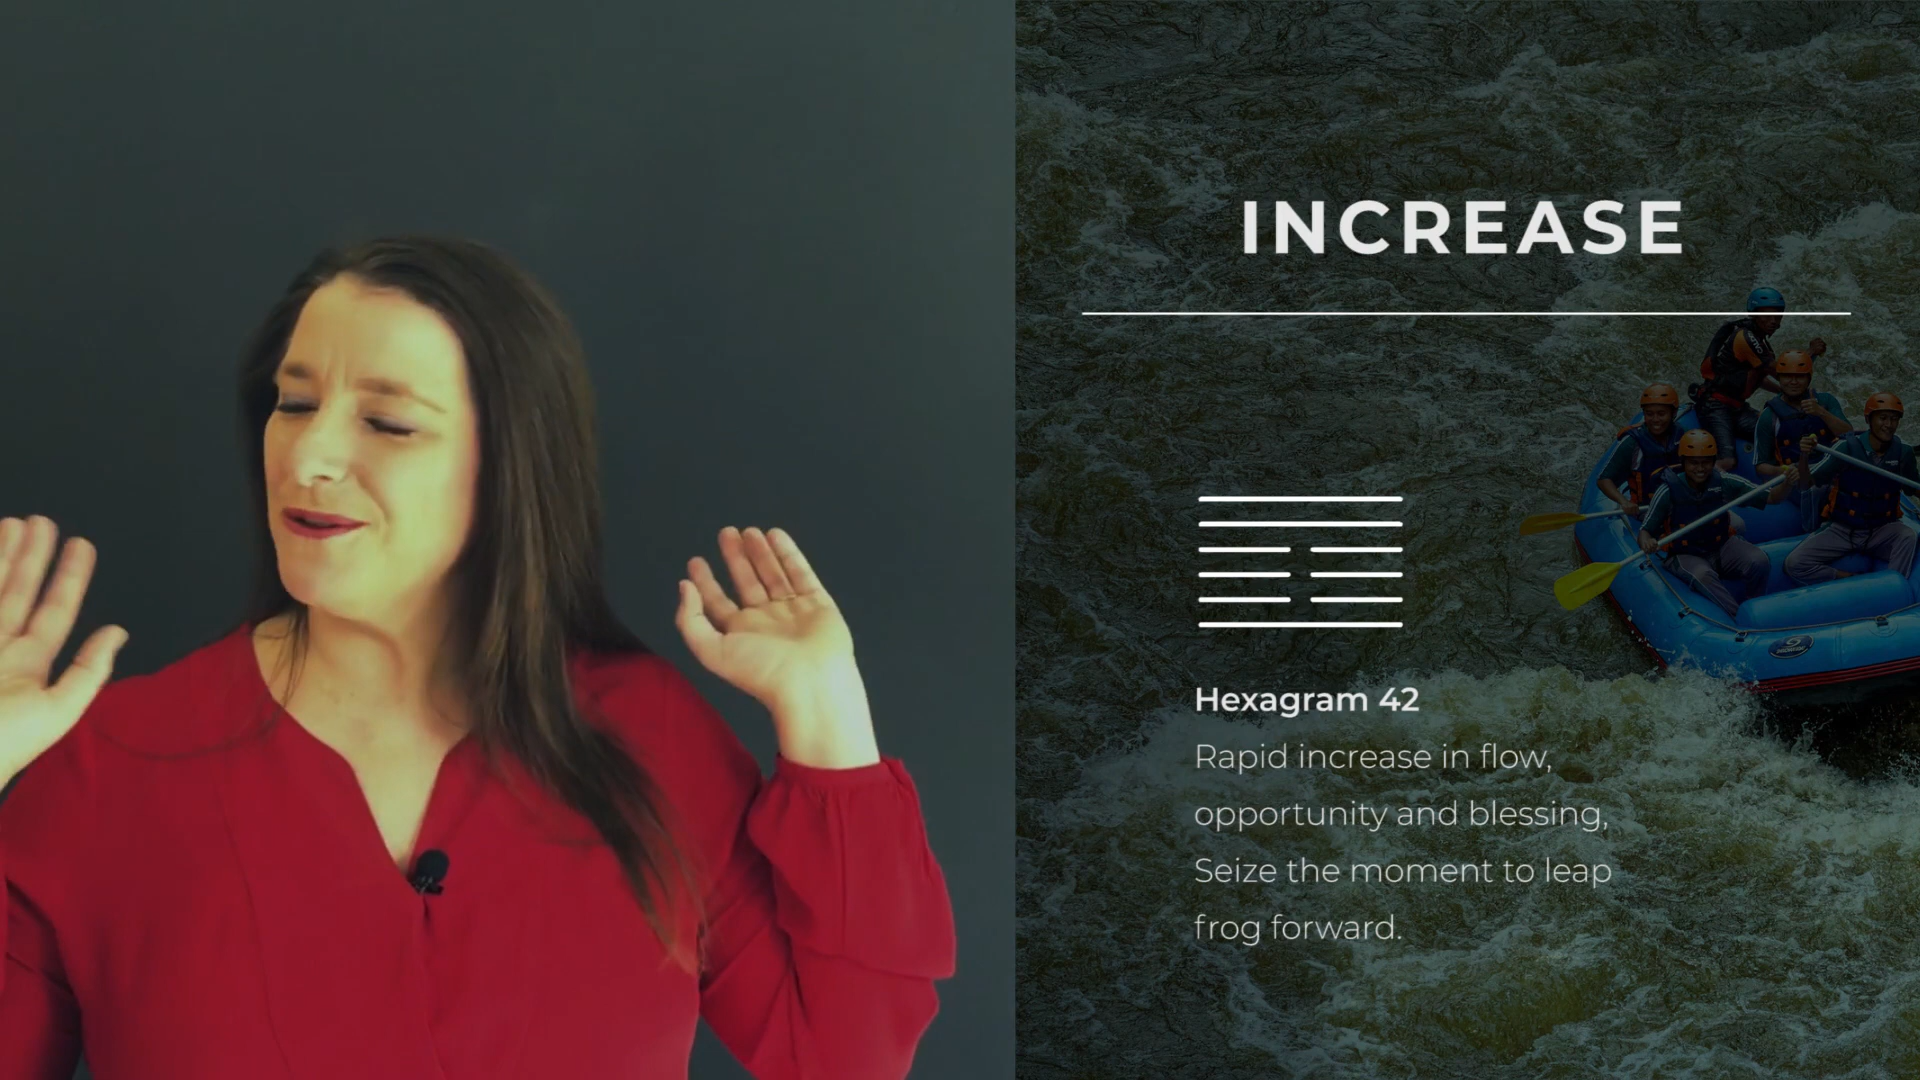 INCREASE
Hexagram 42
Rapid increase in flow,
opportunity and blessing,
Seize the moment to leap
frog forward.